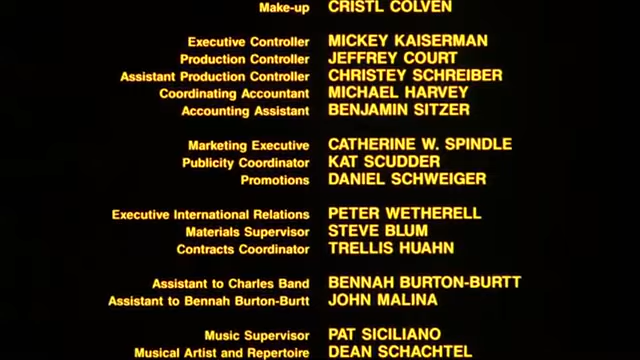 Make-up CRISTL COLVEN
Executive Controller MICKEY KAISERMAN
Production Controller JEFFREY COURT
Assistant Production Controller CHRISTEY SCHREIBER
Coordinating Accountant MICHAEL HARVEY
Accounting Assistant BENJAMIN SITZER
Marketing Executive CATHERINE W. SPINDLE
Publicity Coordinator KAT SCUDDER
Promotions DANIEL SCHWEIGER
Executive International Relations PETER WETHERELL
Materials Supervisor STEVE BLUM
Contracts Coordinator TRELLIS HUAHN
Assistant to Charles Band BENNAH BURTON-BURTT
Assistant to Bennah Burton-Burtt JOHN MALINA
Music Supervisor PAT SICILIANO
Musical Artist and Repertoire DEAN SCHACHTEL